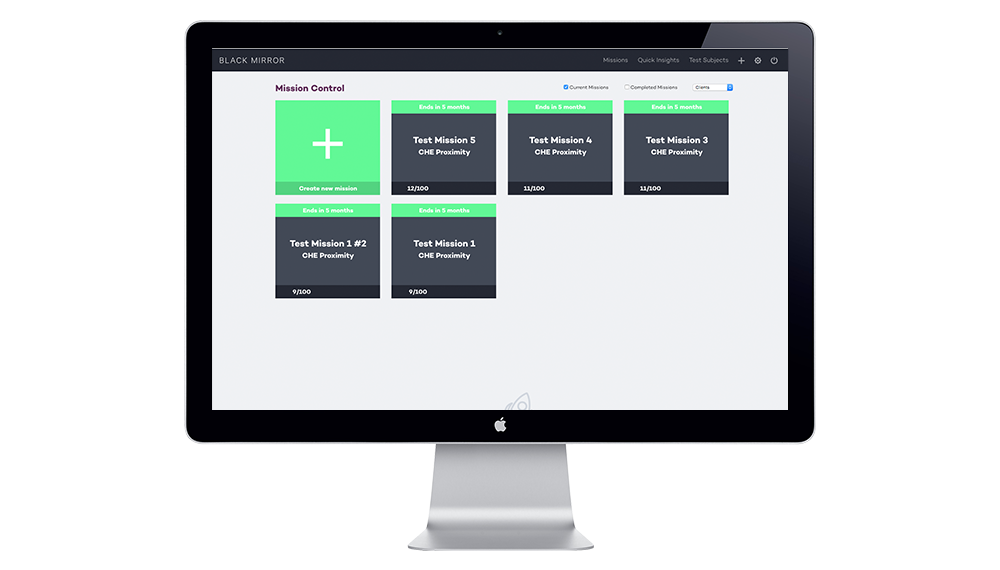 BLACK MIRROR
Missions Quick Insights Test Subjects
Mission Control
Current Missions Completed Missions Clients
Create new mission
Ends in 5 months
Test Mission 5
CHE Proximity
12/100
Ends in 5 months
Test Mission 4
CHE Proximity
11/100
Ends in 5 months
Test Mission 3
CHE Proximity
11/100
Ends in 5 months
Test Mission 1 #2
CHE Proximity
9/100
Ends in 5 months
Test Mission 1
CHE Proximity
9/100